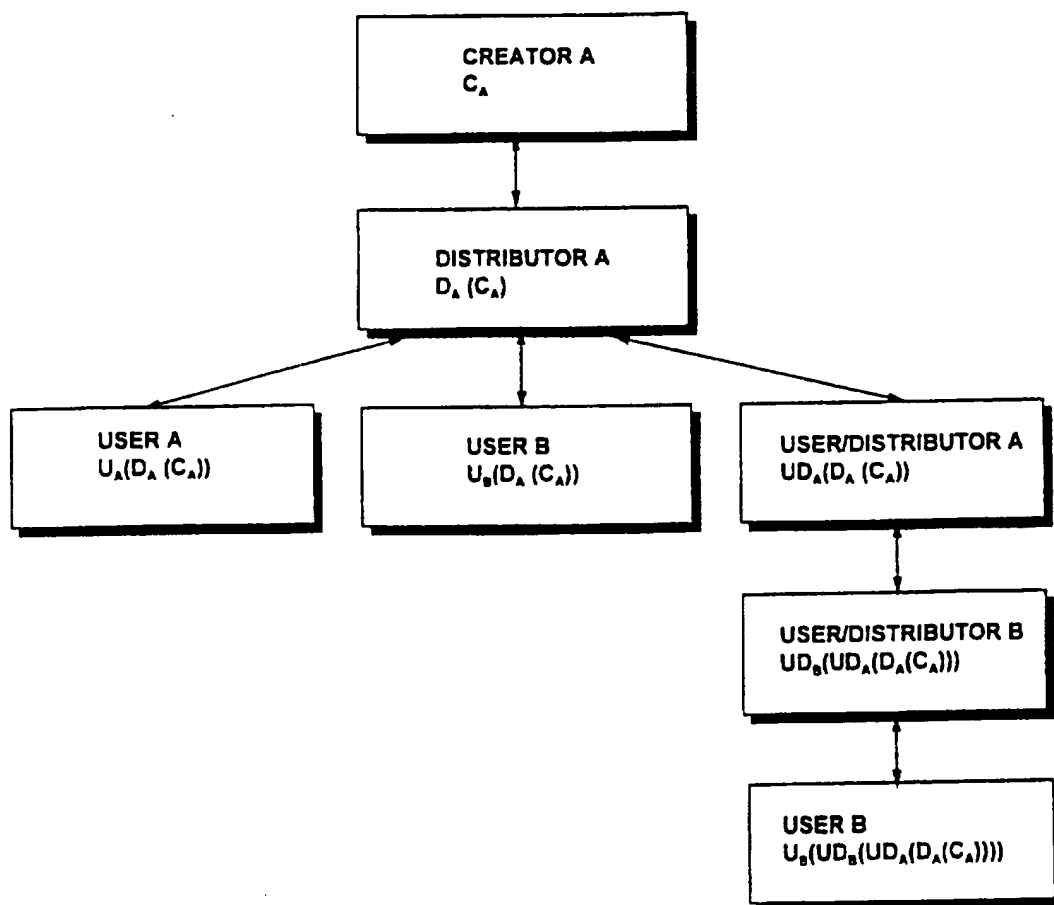 CREATOR A
C_A
DISTRIBUTOR A
D_A (C_A)
USER A
U_A(D_A (C_A))
USER B
U_B(D_A (C_A))
USER/DISTRIBUTOR A
UD_A(D_A (C_A))
USER/DISTRIBUTOR B
UD_B(UD_A(D_A(C_A)))
USER B
U_B(UD_B(UD_A(D_A(C_A))))